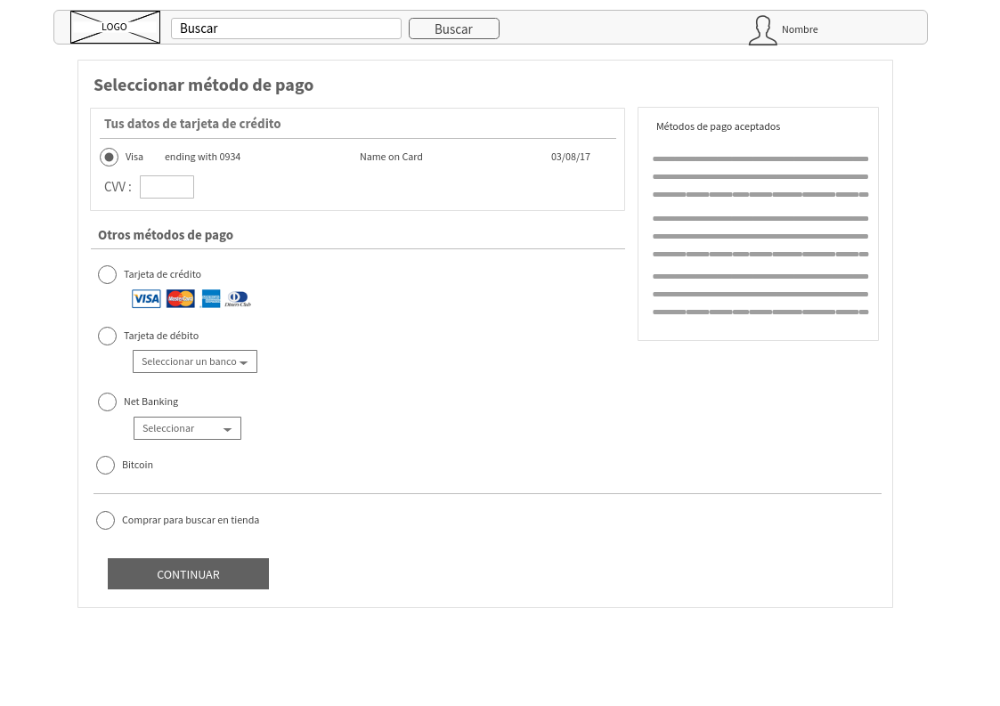 LOGO Buscar Buscar Nombre
Seleccionar método de pago
Tus datos de tarjeta de crédito
Visa ending with 0934 Name on Card 03/08/17
CVV :
Métodos de pago aceptados
Otros métodos de pago
Tarjeta de crédito
VISA MasterCard AMERICAN EXPRESS Diners Club
Tarjeta de débito
Seleccionar un banco
Net Banking
Seleccionar
Bitcoin
Comprar para buscar en tienda
CONTINUAR